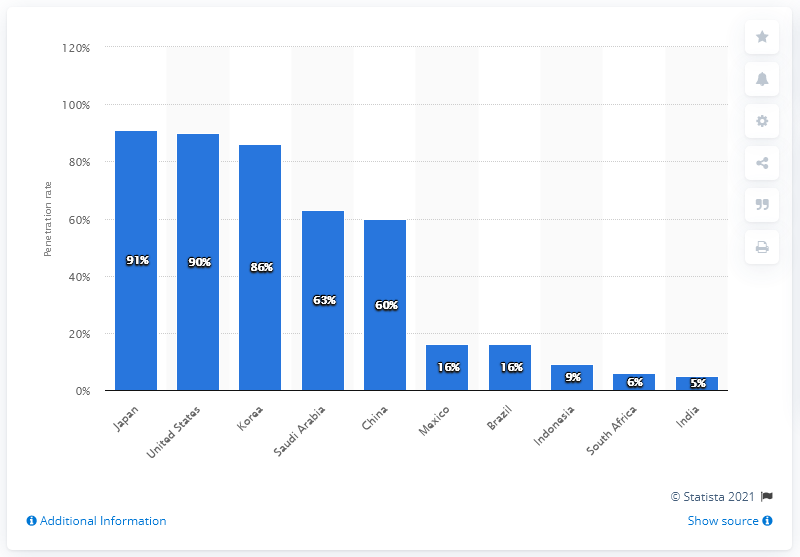 120%
100%
80%
60%
40%
20%
0%
Penetration rate
91%
90%
86%
63%
60%
16%
16%
9%
6%
5%
Japan
United States
Korea
Saudi Arabia
China
Mexico
Brazil
Indonesia
South Africa
India
© Statista 2021
Additional Information
Show source